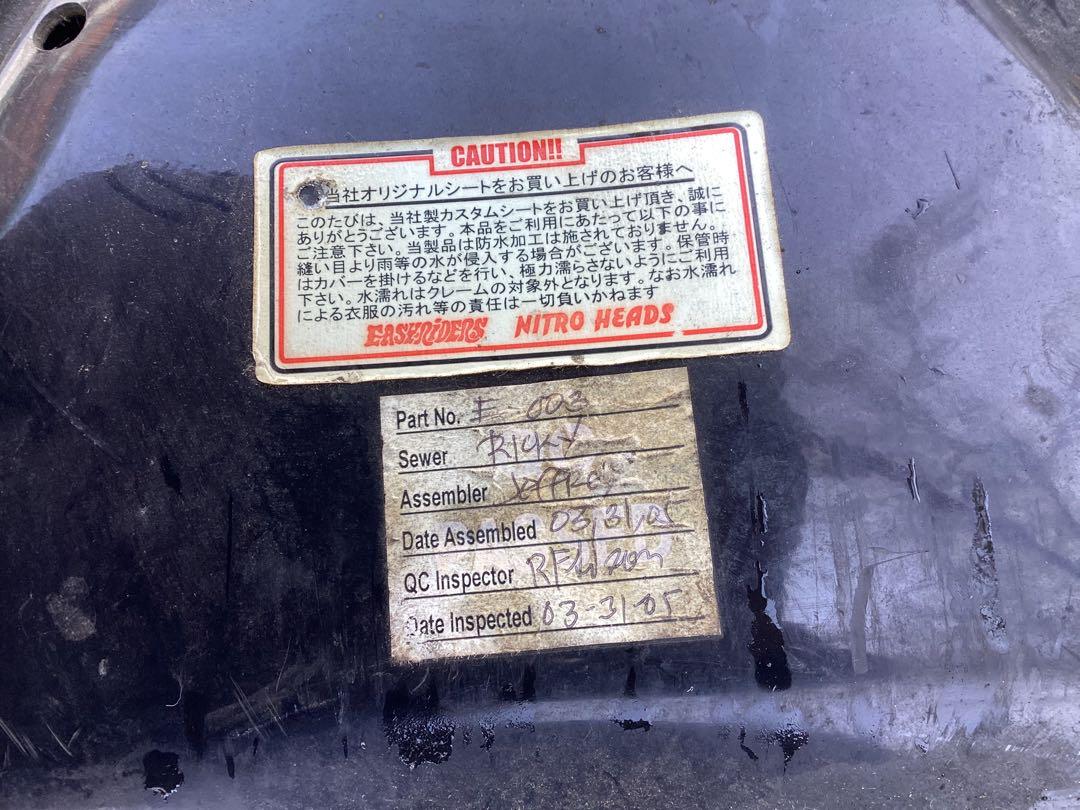 CAUTION!!
当社オリジナルシートをお買い上げのお客様へ
このたびは、当社製カスタムシートをお買い上げ頂き、誠に
ありがとうございます。本品をご利用にあたって以下の事に
ご注意下さい。当製品は防水加工は施されておりません。
縫い目より雨等の水が侵入する場合がございます。保管時
はカバーを掛けるなどを行い、極力濡らさないようにご利用
下さい。水濡れはクレームの対象外となります。なお水濡れ
による衣服の汚れ等の責任は一切負いかねます
EASYRIDERS NITRO HEADS
Part No. F-003
Sewer RICKY
Assembler Jeffrey
Date Assembled 03,31,05
QC Inspector
Date Inspected 03-31-05